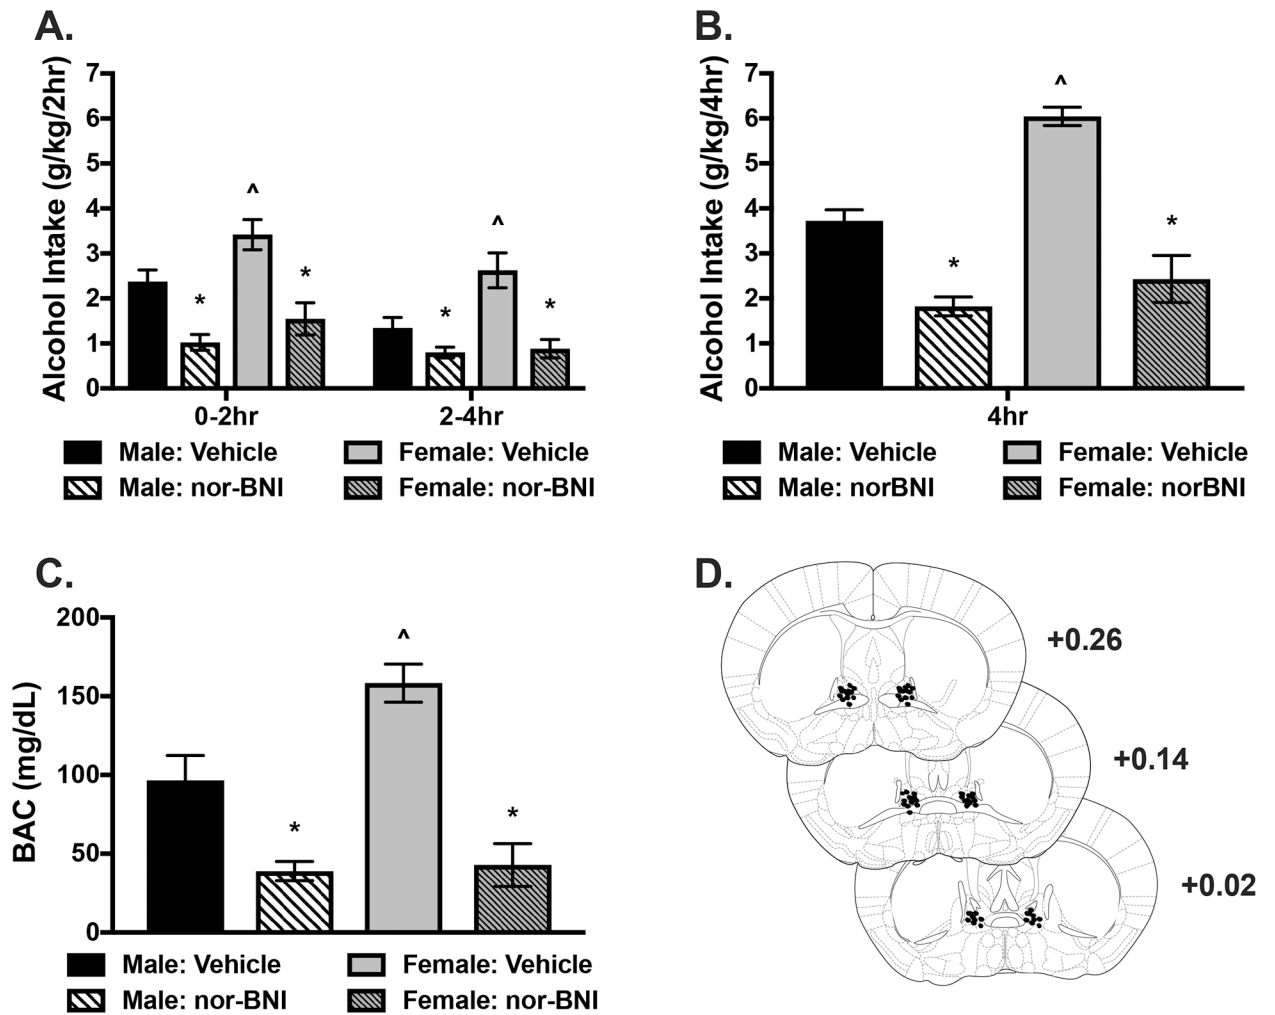 A.
Alcohol Intake (g/kg/2hr)
7
6
5
4
3
2
1
0
^
*
*
^
*
*
0-2hr
2-4hr
Male: Vehicle
Female: Vehicle
Male: nor-BNI
Female: nor-BNI
B.
Alcohol Intake (g/kg/4hr)
7
6
5
4
3
2
1
0
^
*
*
4hr
Male: Vehicle
Female: Vehicle
Male: norBNI
Female: norBNI
C.
BAC (mg/dL)
200
150
100
50
0
^
*
*
Male: Vehicle
Female: Vehicle
Male: nor-BNI
Female: nor-BNI
D.
+0.26
+0.14
+0.02